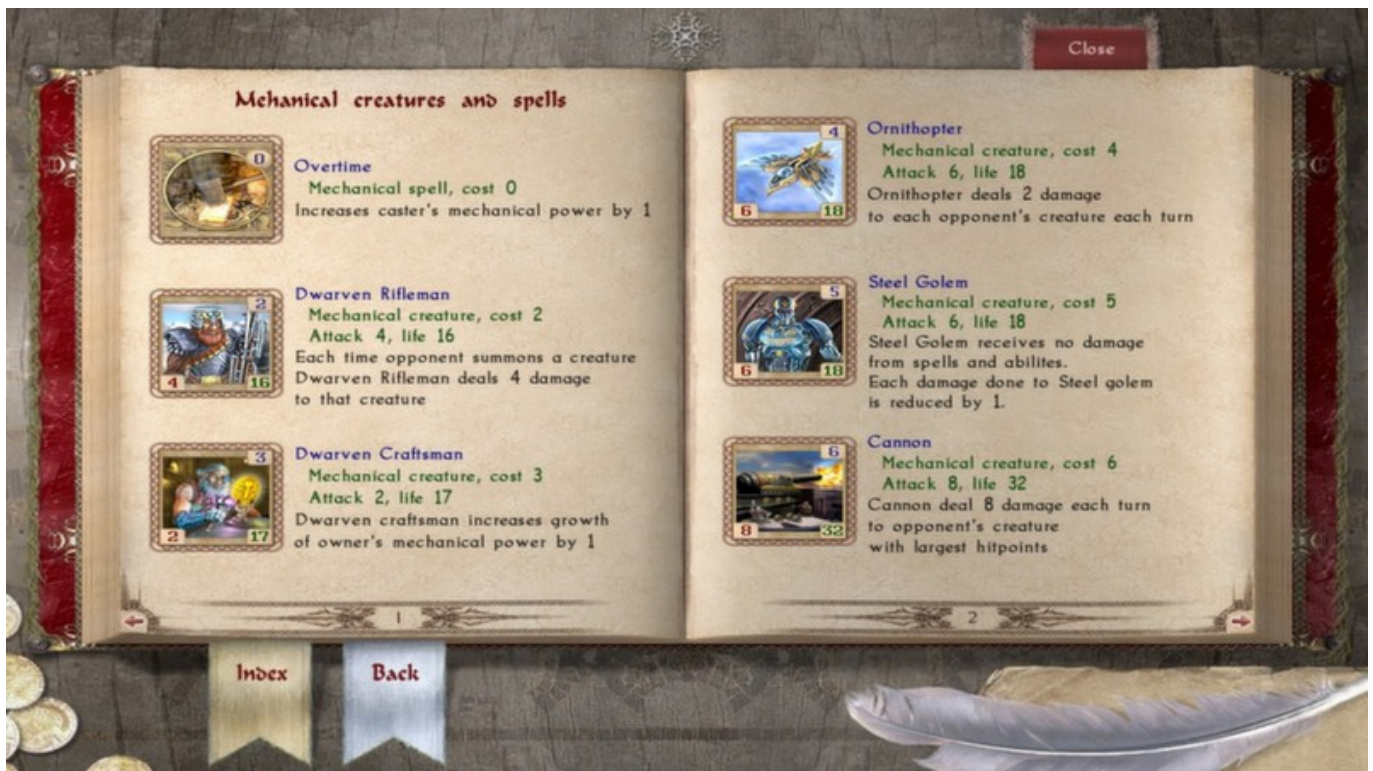 Close
Mehanical creatures and spells
0
Overtime
Mechanical spell, cost 0
Increases caster's mechanical power by 1
2
4
16
Dwarven Rifleman
Mechanical creature, cost 2
Attack 4, life 16
Each time opponent summons a creature
Dwarven Rifleman deals 4 damage
to that creature
3
2
17
Dwarven Craftsman
Mechanical creature, cost 3
Attack 2, life 17
Dwarven craftsman increases growth
of owner's mechanical power by 1
1
4
6
18
Ornithopter
Mechanical creature, cost 4
Attack 6, life 18
Ornithopter deals 2 damage
to each opponent's creature each turn
5
6
18
Steel Golem
Mechanical creature, cost 5
Attack 6, life 18
Steel Golem receives no damage
from spells and abilites.
Each damage done to Steel golem
is reduced by 1.
6
8
32
Cannon
Mechanical creature, cost 6
Attack 8, life 32
Cannon deal 8 damage each turn
to opponent's creature
with largest hitpoints
2
Index
Back